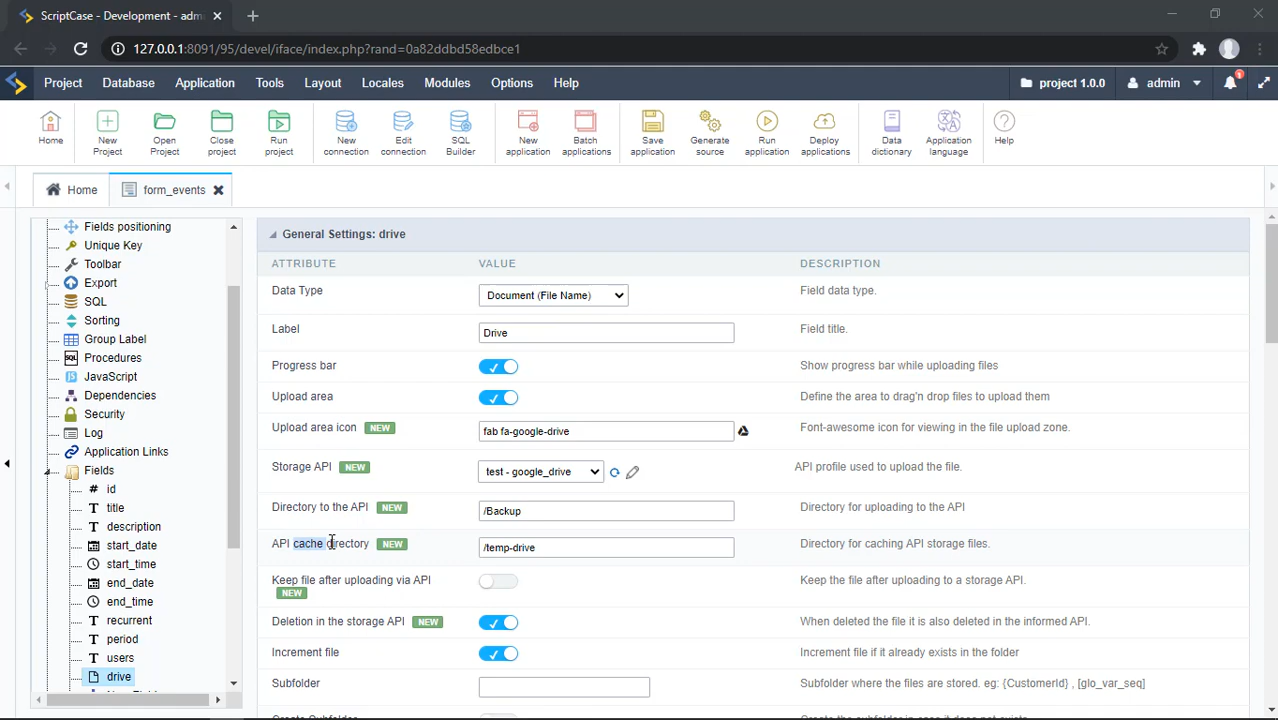 ScriptCase - Development - adm
127.0.0.1:8091/95/devel/iface/index.php?rand=0a82ddbd58edbce1
Project Database Application Tools Layout Locales Modules Options Help project 1.0.0 admin 1
Home New Project Open Project Close project Run project New connection Edit connection SQL Builder New application Batch applications Save application Generate source Run application Deploy applications Data dictionary Application language Help
Home form_events
Fields positioning
Unique Key
Toolbar
Export
SQL
Sorting
Group Label
Procedures
JavaScript
Dependencies
Security
Log
Application Links
Fields
# id
T title
T description
start_date
start_time
end_date
end_time
T recurrent
T period
T users
drive
General Settings: drive
ATTRIBUTE VALUE DESCRIPTION
Data Type Document (File Name) Field data type.
Label Drive Field title.
Progress bar Show progress bar while uploading files
Upload area Define the area to drag'n drop files to upload them
Upload area icon NEW fab fa-google-drive Font-awesome icon for viewing in the file upload zone.
Storage API NEW test - google_drive API profile used to upload the file.
Directory to the API NEW /Backup Directory for uploading to the API
API cache directory NEW /temp-drive Directory for caching API storage files.
Keep file after uploading via API Keep the file after uploading to a storage API.
NEW
Deletion in the storage API NEW When deleted the file it is also deleted in the informed API.
Increment file Increment file if it already exists in the folder
Subfolder Subfolder where the files are stored. eg: {CustomerId} , [glo_var_seq]